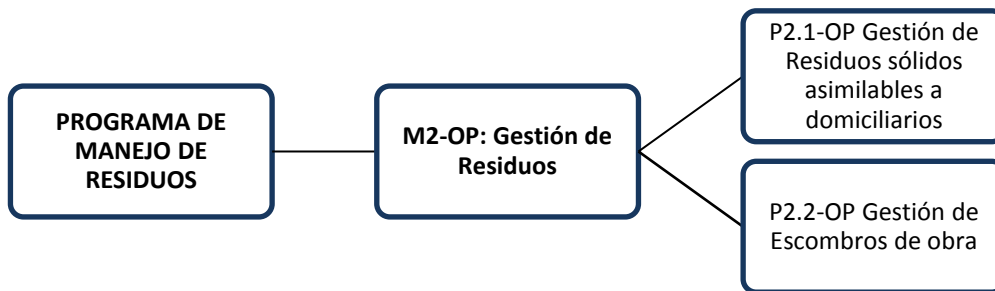 PROGRAMA DE
MANEJO DE
RESIDUOS
M2-OP: Gestión de
Residuos
P2.1-OP Gestión de
Residuos sólidos
asimilables a
domiciliarios
P2.2-OP Gestión de
Escombros de obra